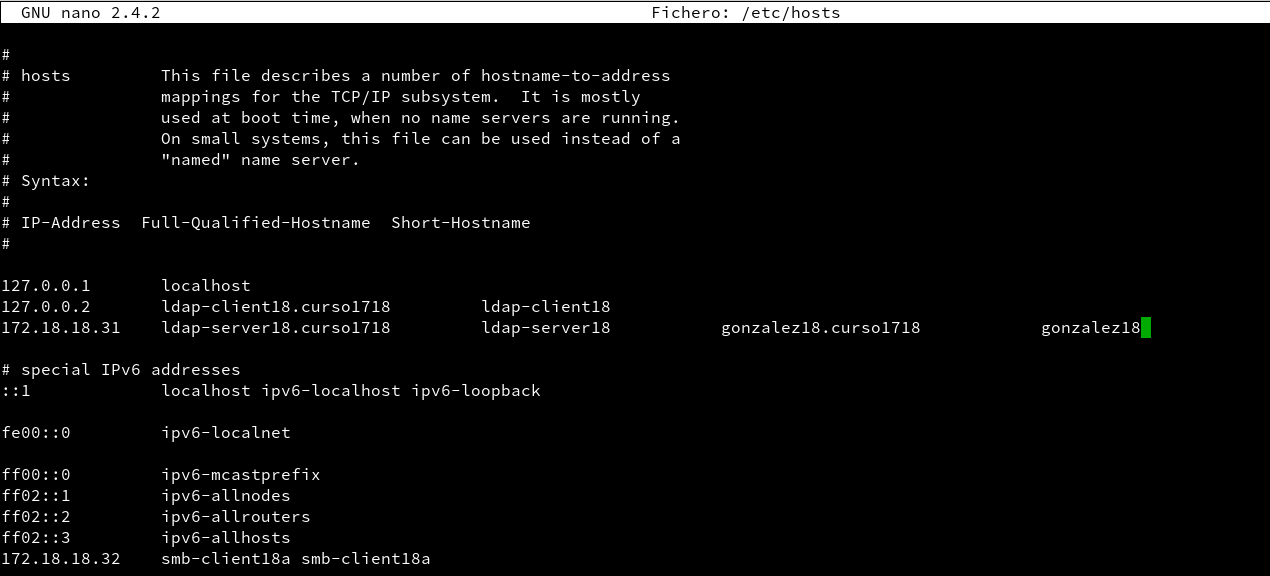 GNU nano 2.4.2 Fichero: /etc/hosts
#
# hosts         This file describes a number of hostname-to-address
#               mappings for the TCP/IP subsystem.  It is mostly
#               used at boot time, when no name servers are running.
#               On small systems, this file can be used instead of a
#               "named" name server.
# Syntax:
#
# IP-Address  Full-Qualified-Hostname  Short-Hostname
#
127.0.0.1       localhost
127.0.0.2       ldap-client18.curso1718         ldap-client18
172.18.18.31    ldap-server18.curso1718         ldap-server18           gonzalez18.curso1718            gonzalez18
# special IPv6 addresses
::1             localhost ipv6-localhost ipv6-loopback
fe00::0         ipv6-localnet
ff00::0         ipv6-mcastprefix
ff02::1         ipv6-allnodes
ff02::2         ipv6-allrouters
ff02::3         ipv6-allhosts
172.18.18.32    smb-client18a smb-client18a